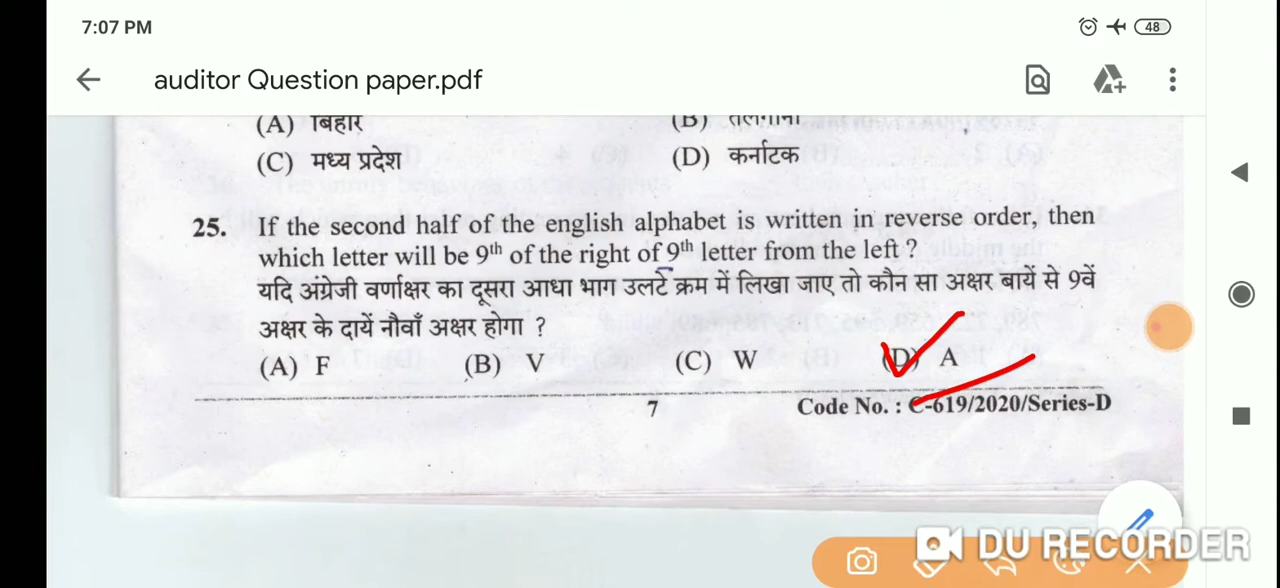 7:07 PM
48
auditor Question paper.pdf
(A) बिहार
(B) तेलंगाना
(C) मध्य प्रदेश
(D) कर्नाटक
25. If the second half of the english alphabet is written in reverse order, then
which letter will be 9th of the right of 9th letter from the left ?
यदि अंग्रेजी वर्णाक्षर का दूसरा आधा भाग उलटे क्रम में लिखा जाए तो कौन सा अक्षर बायें से 9वें
अक्षर के दायें नौवाँ अक्षर होगा ?
(A) F
(B) V
(C) W
(D) A
7
Code No. : C-619/2020/Series-D
DU RECORDER